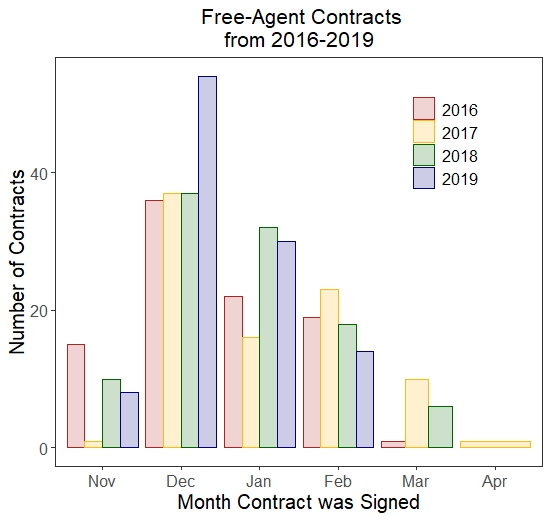 Free-Agent Contracts
from 2016-2019
2016
2017
2018
2019
Number of Contracts
40
20
0
Nov Dec Jan Feb Mar Apr
Month Contract was Signed